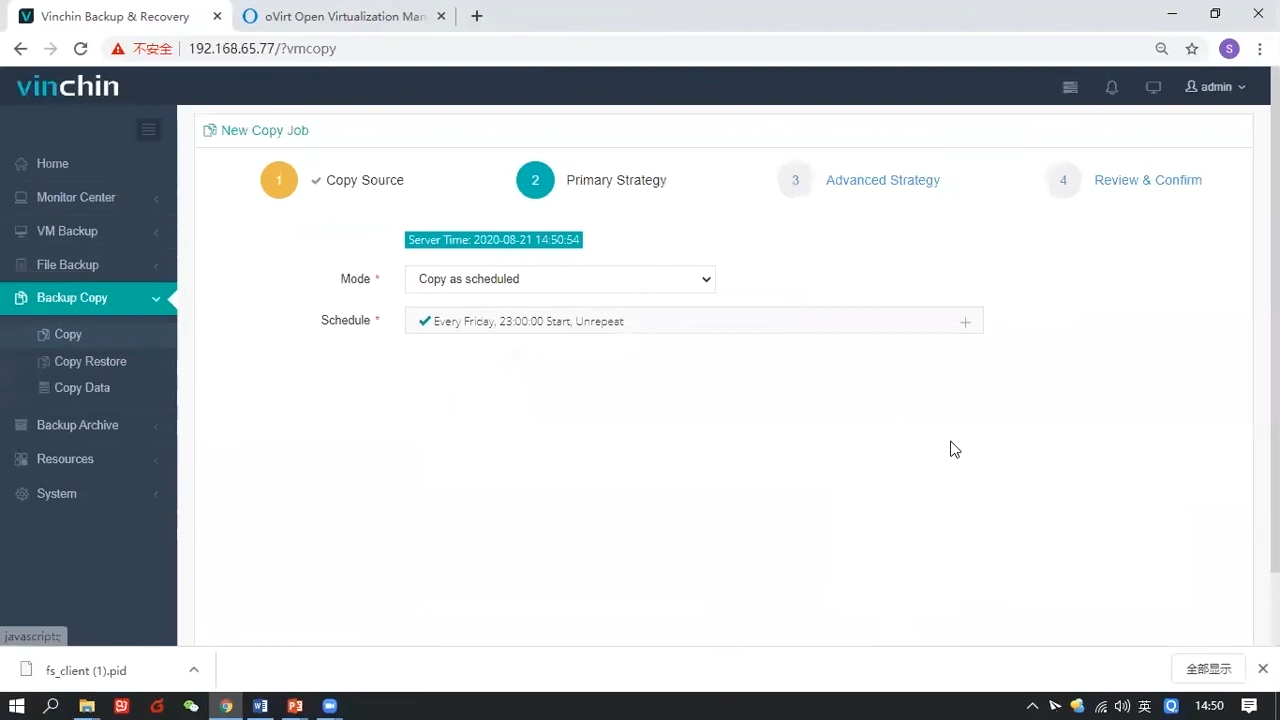 Vinchin Backup & Recovery
oVirt Open Virtualization Man
不安全
192.168.65.77/?vmcopy
S
vinchin
admin
New Copy Job
Home
Monitor Center
VM Backup
File Backup
Backup Copy
Copy
Copy Restore
Copy Data
Backup Archive
Resources
System
1 Copy Source
2 Primary Strategy
3 Advanced Strategy
4 Review & Confirm
Server Time: 2020-08-21 14:50:54
Mode * Copy as scheduled
Schedule * Every Friday, 23:00:00 Start, Unrepeat
javascript:;
fs_client (1).pid
全部显示
英
14:50